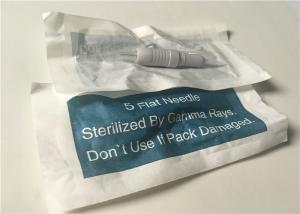 5 Flat Needle
Sterilized By Gamma Rays.
Don`t Use If Pack Damaged.